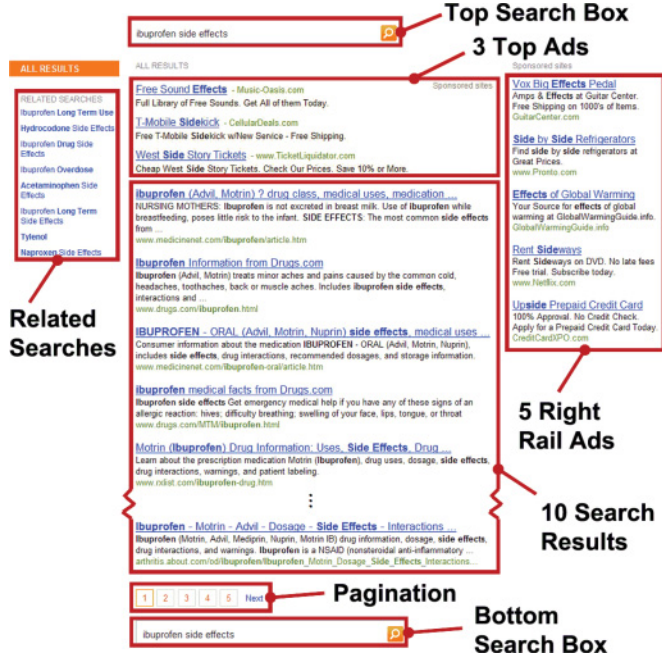 Top Search Box
ibuprofen side effects
3 Top Ads
ALL RESULTS
ALL RESULTS
Sponsored sites
RELATED SEARCHES
Ibuprofen Long Term Use
Hydrocodone Side Effects
Ibuprofen Drug Side
Effects
Ibuprofen Overdose
Acetaminophen Side
Effects
Ibuprofen Long Term
Side Effects
Tylenol
Naproxen Side Effects
Related
Searches
Free Sound Effects - Music-Oasis.com
Sponsored sites
Full Library of Free Sounds. Get All of them Today.
T-Mobile Sidekick - CellularDeals.com
Free T-Mobile Sidekick w/New Service - Free Shipping.
West Side Story Tickets - www.TicketLiquidator.com
Cheap West Side Story Tickets. Check Our Prices. Save 10% or More.
ibuprofen (Advil, Motrin) ? drug class, medical uses, medication ...
NURSING MOTHERS: Ibuprofen is not excreted in breast milk. Use of ibuprofen while
breastfeeding, poses little risk to the infant. SIDE EFFECTS: The most common side effects
from ...
www.medicinenet.com/ibuprofen/article.htm
Ibuprofen Information from Drugs.com
Ibuprofen (Advil, Motrin) treats minor aches and pains caused by the common cold,
headaches, toothaches, back or muscle aches. Includes ibuprofen side effects,
interactions and ...
www.drugs.com/ibuprofen.html
IBUPROFEN - ORAL (Advil, Motrin, Nuprin) side effects, medical uses ...
Consumer information about the medication IBUPROFEN - ORAL (Advil, Motrin, Nuprin),
includes side effects, drug interactions, recommended dosages, and storage information.
www.medicinenet.com/ibuprofen-oral/article.htm
ibuprofen medical facts from Drugs.com
Ibuprofen side effects Get emergency medical help if you have any of these signs of an
allergic reaction: hives; difficulty breathing; swelling of your face, lips, tongue, or throat
www.drugs.com/MTM/ibuprofen.html
Motrin (Ibuprofen) Drug Information: Uses, Side Effects, Drug ...
Learn about the prescription medication Motrin (Ibuprofen), drug uses, dosage, side effects,
drug interactions, warnings, and patient labeling.
www.rxlist.com/ibuprofen-drug.htm
Ibuprofen - Motrin - Advil - Dosage - Side Effects - Interactions ...
Ibuprofen (Motrin, Advil, Mediprin, Nuprin, Motrin IB) drug information, dosage, side effects,
drug interactions, and warnings. Ibuprofen is a NSAID (nonsteroidal anti-inflammatory ...
arthritis.about.com/od/ibuprofen/Ibuprofen_Motrin_Dosage_Side_Effects_Interactions...
Vox Big Effects Pedal
Amps & Effects at Guitar Center.
Free Shipping on 1000's of Items.
GuitarCenter.com
Side by Side Refrigerators
Find side by side refrigerators at
Great Prices.
www.Pronto.com
Effects of Global Warming
Your Source for effects of global
warming at GlobalWarmingGuide.info.
GlobalWarmingGuide.info
Rent Sideways
Rent Sideways on DVD. No late fees
Free trial. Subscribe today.
www.Netflix.com
Upside Prepaid Credit Card
100% Approval. No Credit Check.
Apply for a Prepaid Credit Card Today.
CreditCardXPO.com
5 Right
Rail Ads
10 Search
Results
1 2 3 4 5 Next
Pagination
ibuprofen side effects
Bottom
Search Box